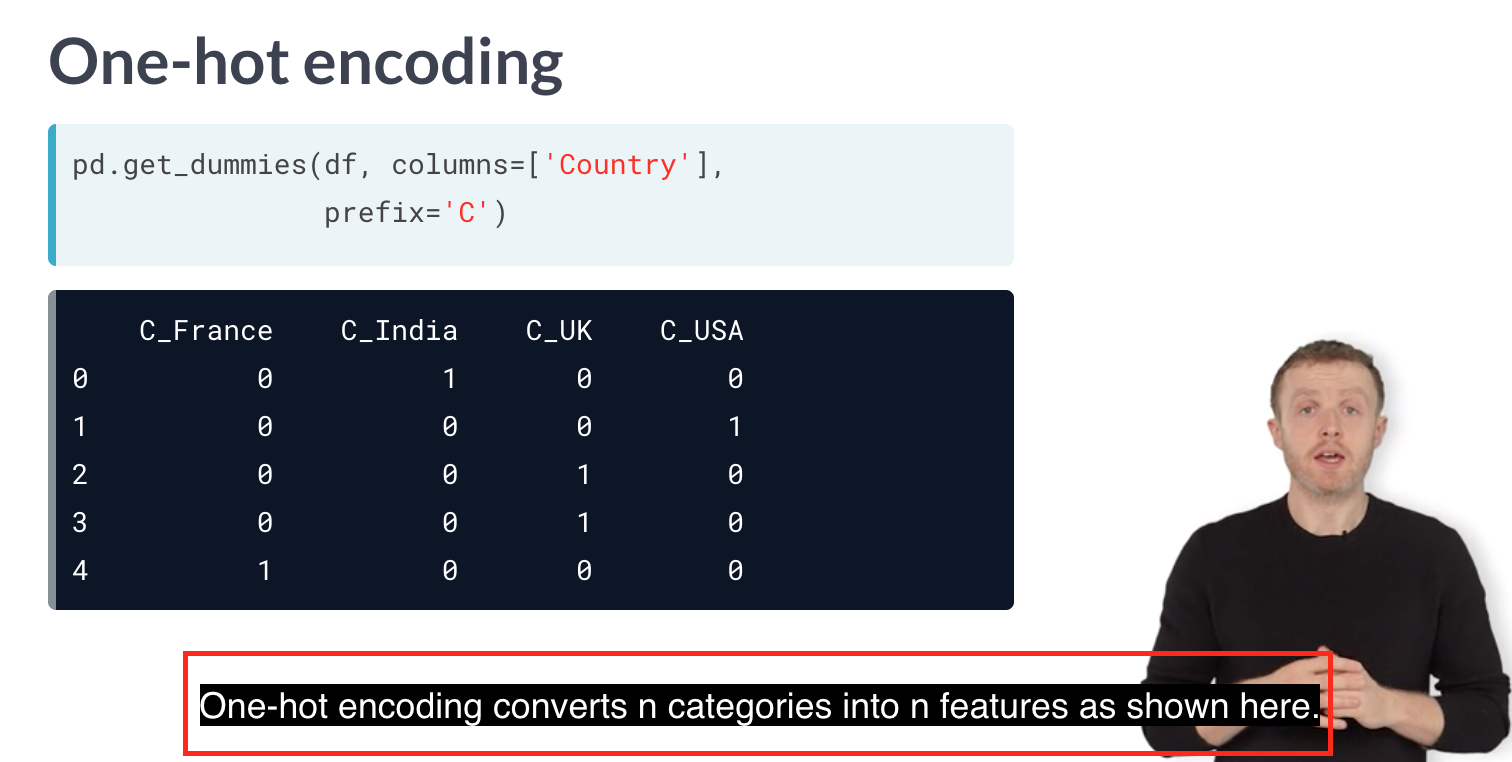 One-hot encoding
pd.get_dummies(df, columns=['Country'],
prefix='C')
C_France C_India C_UK C_USA
0 0 1 0 0
1 0 0 0 1
2 0 0 1 0
3 0 0 1 0
4 1 0 0 0
One-hot encoding converts n categories into n features as shown here.